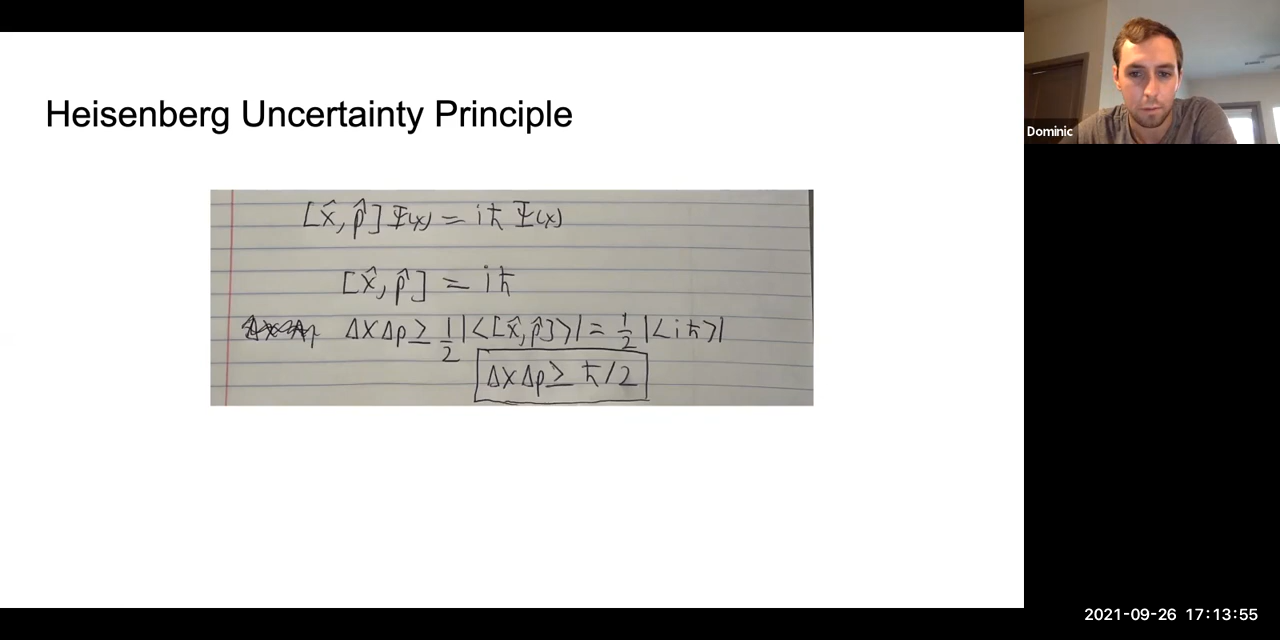 Heisenberg Uncertainty Principle
Dominic
[x̂, p̂] Ψ(x) = iħ Ψ(x)
[x̂, p̂] = iħ
ΔxΔp ≥ 1/2 |<[x̂, p̂]>| = 1/2 |<iħ>|
ΔxΔp ≥ ħ/2
2021-09-26 17:13:55